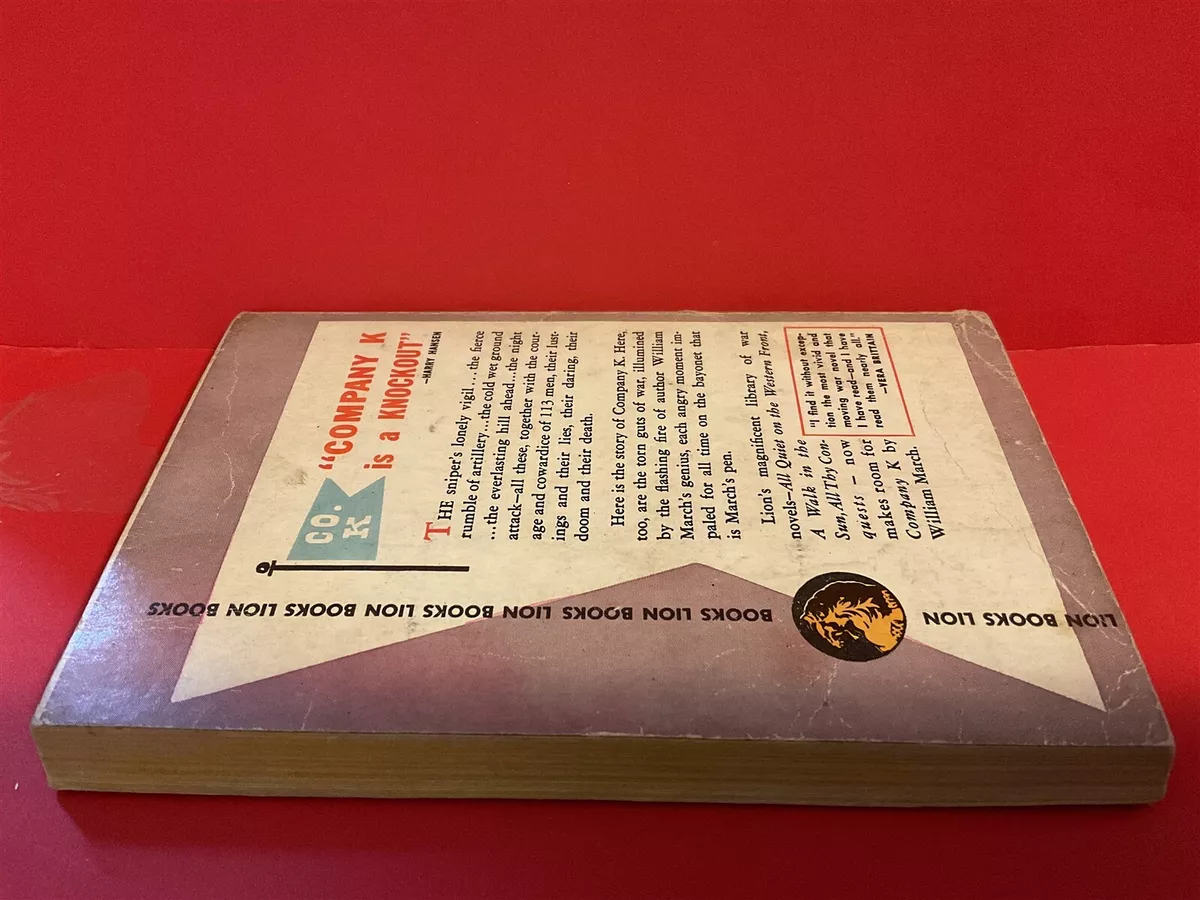 CO.
K
“COMPANY K
is a KNOCKOUT”
—HARRY HANSEN
THE sniper's lonely vigil...the fierce
rumble of artillery...the cold wet ground
...the everlasting hill ahead...the night
attack—all these, together with the cour-
age and cowardice of 113 men, their lust-
ings and their lies, their daring, their
doom and their death.
Here is the story of Company K. Here,
too, are the torn guts of war, illumined
by the flashing fire of author William
March's genius, each angry moment im-
paled for all time on the bayonet that
is March's pen.
Lion's magnificent library of war
novels—All Quiet on the Western Front,
A Walk in the
Sun, All Thy Con-
quests — now
makes room for
Company K by
William March.
"I find it without excep-
tion the most vivid and
moving war novel that
I have read—and I have
read them nearly all."
—VERA BRITTAIN
LION BOOKS LION
BOOKS LION BOOKS LION BOOKS LION BOOKS LION BOOKS LION BOOKS